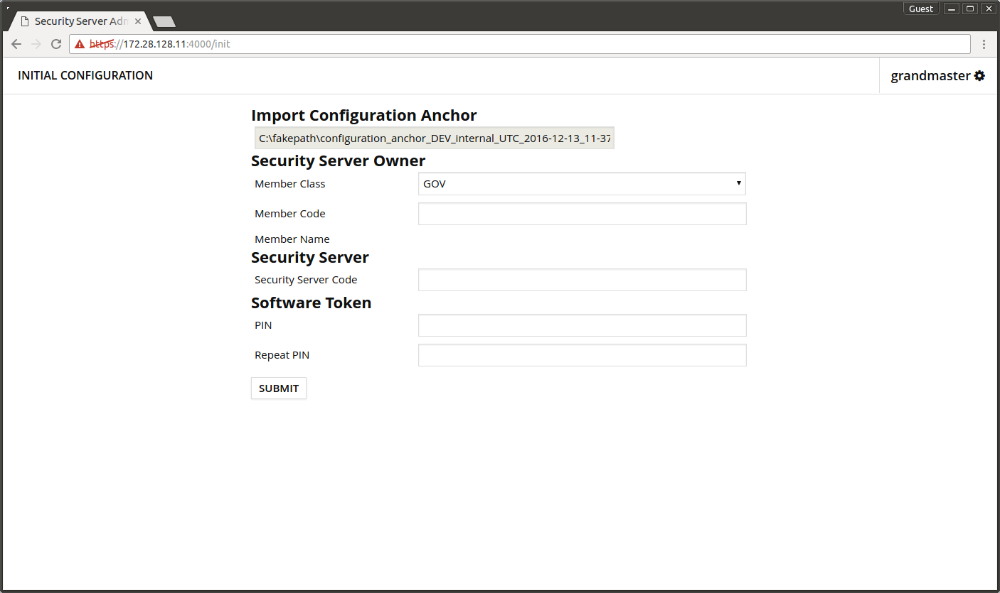 Guest
Security Server Adm
https://172.28.128.11:4000/init
INITIAL CONFIGURATION
grandmaster
Import Configuration Anchor
C:\fakepath\configuration_anchor_DEV_internal_UTC_2016-12-13_11-37
Security Server Owner
Member Class
GOV
Member Code
Member Name
Security Server
Security Server Code
Software Token
PIN
Repeat PIN
SUBMIT